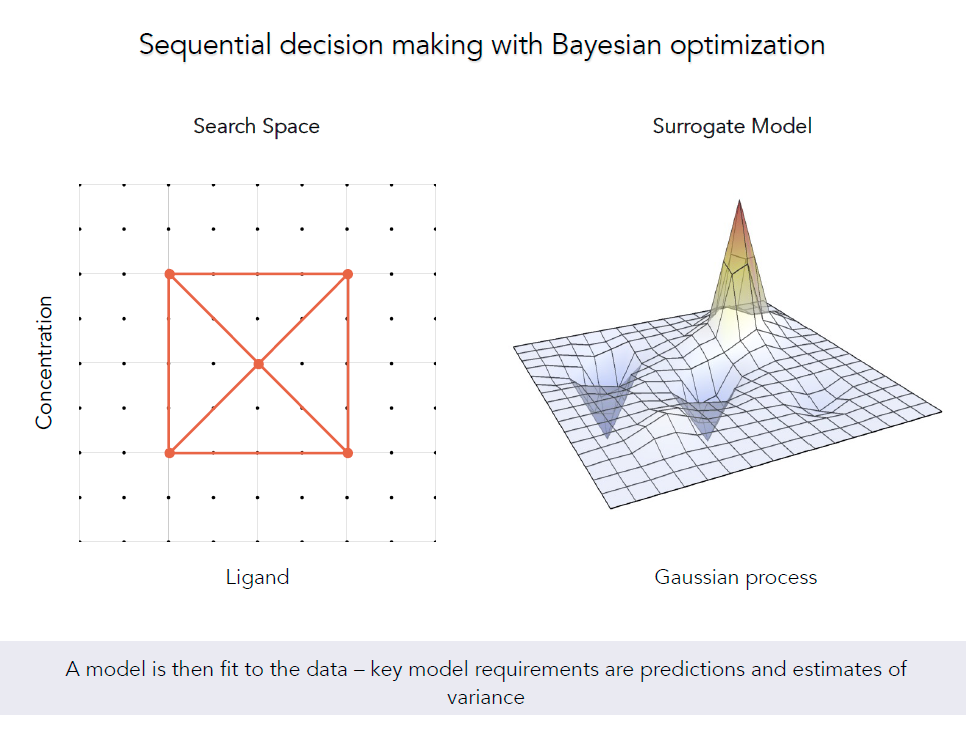 Sequential decision making with Bayesian optimization
Search Space
Surrogate Model
Concentration
Ligand
Gaussian process
A model is then fit to the data – key model requirements are predictions and estimates of
variance